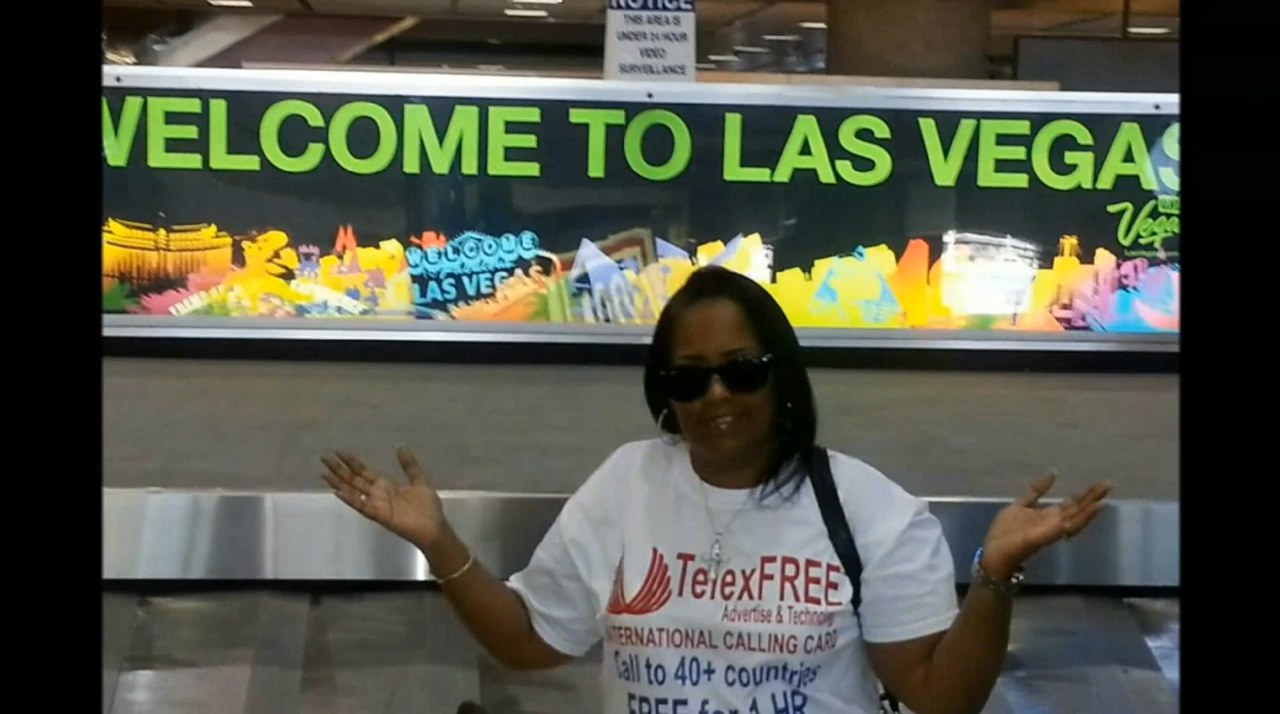 NOTICE
THIS AREA IS
UNDER 24 HOUR
VIDEO
SURVEILLANCE
WELCOME TO LAS VEGAS
Vegas
WELCOME
LAS VEGAS
TelexFREE
Advertise & Technology
INTERNATIONAL CALLING CARD
Call to 40+ countries
FREE for 1 HR